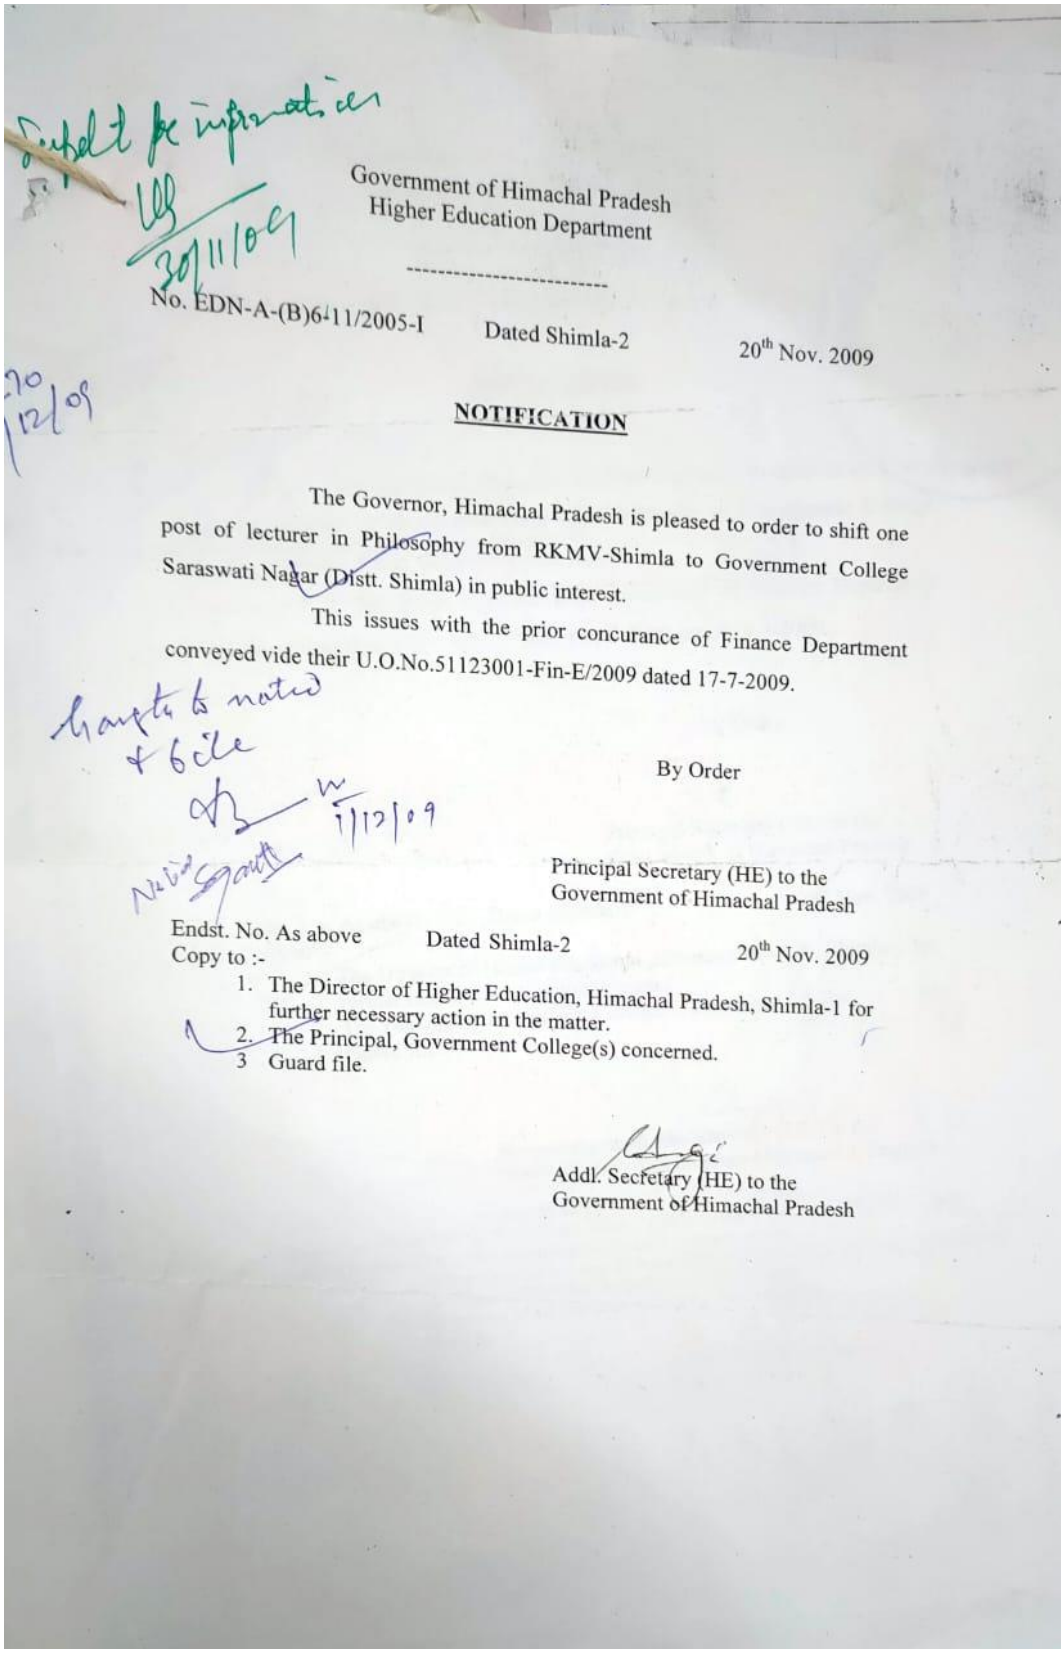 for information
30/11/09
Government of Himachal Pradesh
Higher Education Department
--------------------------
No. EDN-A-(B)6-11/2005-I Dated Shimla-2 20th Nov. 2009
12/09
NOTIFICATION
The Governor, Himachal Pradesh is pleased to order to shift one
post of lecturer in Philosophy from RKMV-Shimla to Government College
Saraswati Nagar (Distt. Shimla) in public interest.
This issues with the prior concurance of Finance Department
conveyed vide their U.O.No.51123001-Fin-E/2009 dated 17-7-2009.
to noted
& file
By Order
1/12/09
Noted
Principal Secretary (HE) to the
Government of Himachal Pradesh
Endst. No. As above Dated Shimla-2 20th Nov. 2009
Copy to :-
1. The Director of Higher Education, Himachal Pradesh, Shimla-1 for
further necessary action in the matter.
2. The Principal, Government College(s) concerned.
3 Guard file.
Addl. Secretary (HE) to the
Government of Himachal Pradesh